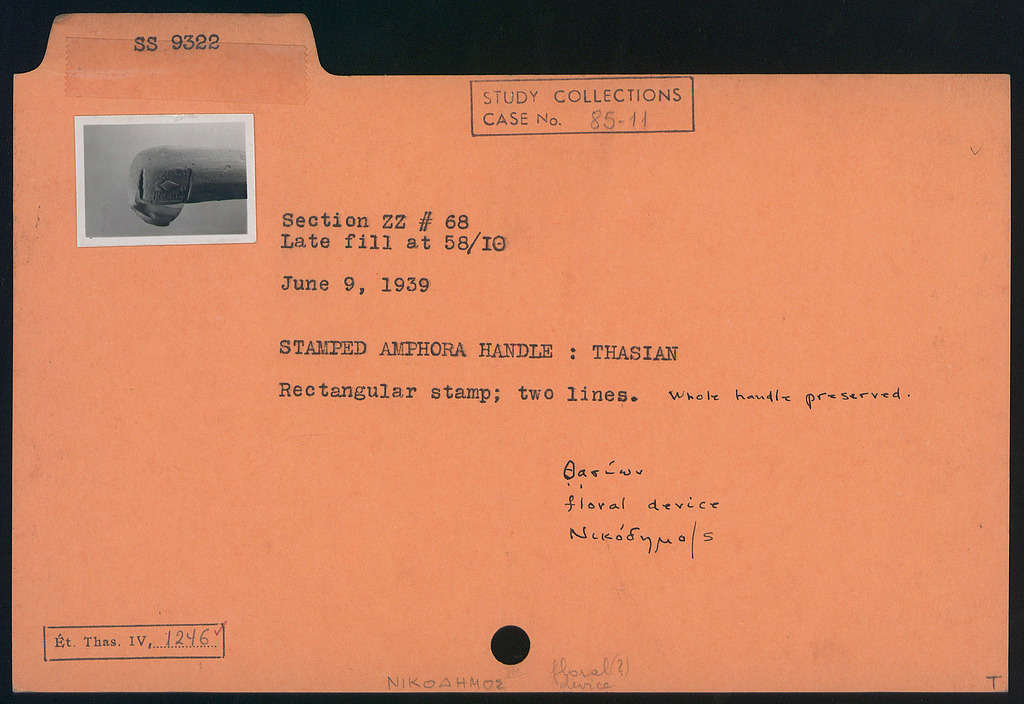 SS 9322
STUDY COLLECTIONS
CASE No. 85-11
Section ZZ # 68
Late fill at 58/I0
June 9, 1939
STAMPED AMPHORA HANDLE : THASIAN
Rectangular stamp; two lines. Whole handle preserved.
Θασίων
floral device
Νικόδημο/ς
Ét. Thas. IV, 1246
ΝΙΚΟΔΗΜΟΣ floral (?)
device
T